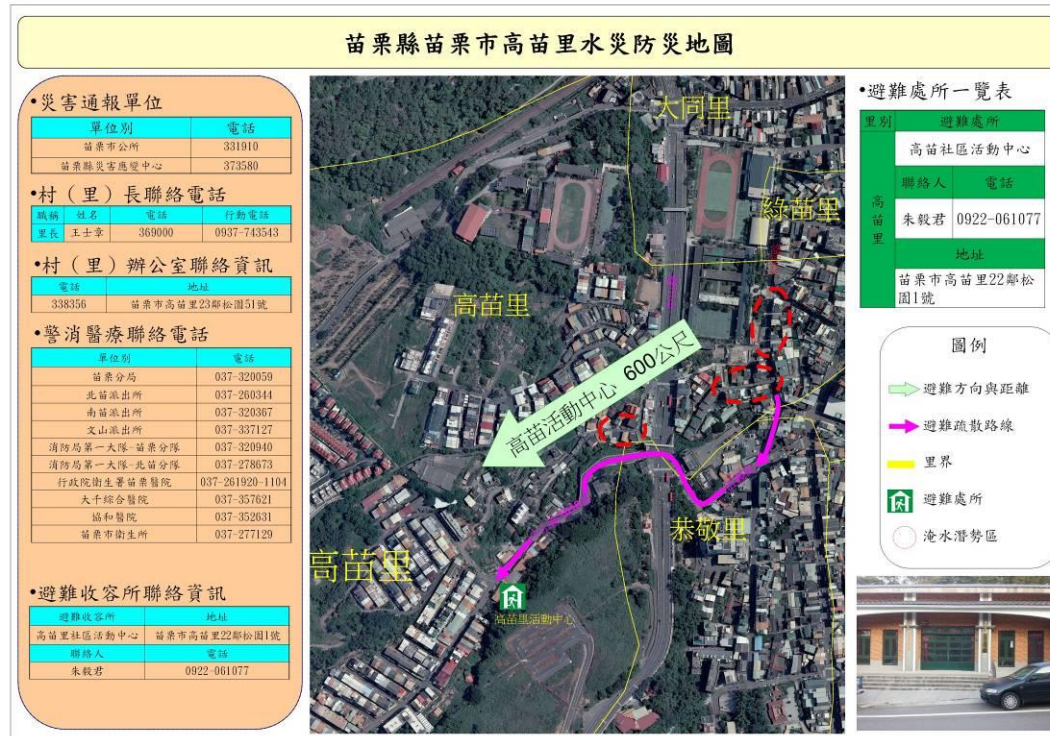 苗栗縣苗栗市高苗里水災防災地圖
•災害通報單位
單位別 電話
苗栗市公所 331910
苗栗縣災害應變中心 373580
•村（里）長聯絡電話
職稱 姓名 電話 行動電話
里長 王士章 369000 0937-743543
•村（里）辦公室聯絡資訊
電話 地址
338356 苗栗市高苗里23鄰松園51號
•警消醫療聯絡電話
單位別 電話
苗栗分局 037-320059
北苗派出所 037-260344
南苗派出所 037-320367
文山派出所 037-337127
消防局第一大隊-苗栗分隊 037-320940
消防局第一大隊-北苗分隊 037-278673
行政院衛生署苗栗醫院 037-261920-1104
大千綜合醫院 037-357621
協和醫院 037-352631
苗栗市衛生所 037-277129
•避難收容所聯絡資訊
避難收容所 地址
高苗里社區活動中心 苗栗市高苗里22鄰松園1號
聯絡人 電話
朱毅君 0922-061077
大同里
綠苗里
高苗里
高苗活動中心 600公尺
恭敬里
高苗里
高苗里活動中心
•避難處所一覽表
里別 避難處所
高苗里
高苗社區活動中心
聯絡人 電話
朱毅君 0922-061077
地址
苗栗市高苗里22鄰松
園1號
圖例
避難方向與距離
避難疏散路線
里界
避難處所
淹水潛勢區